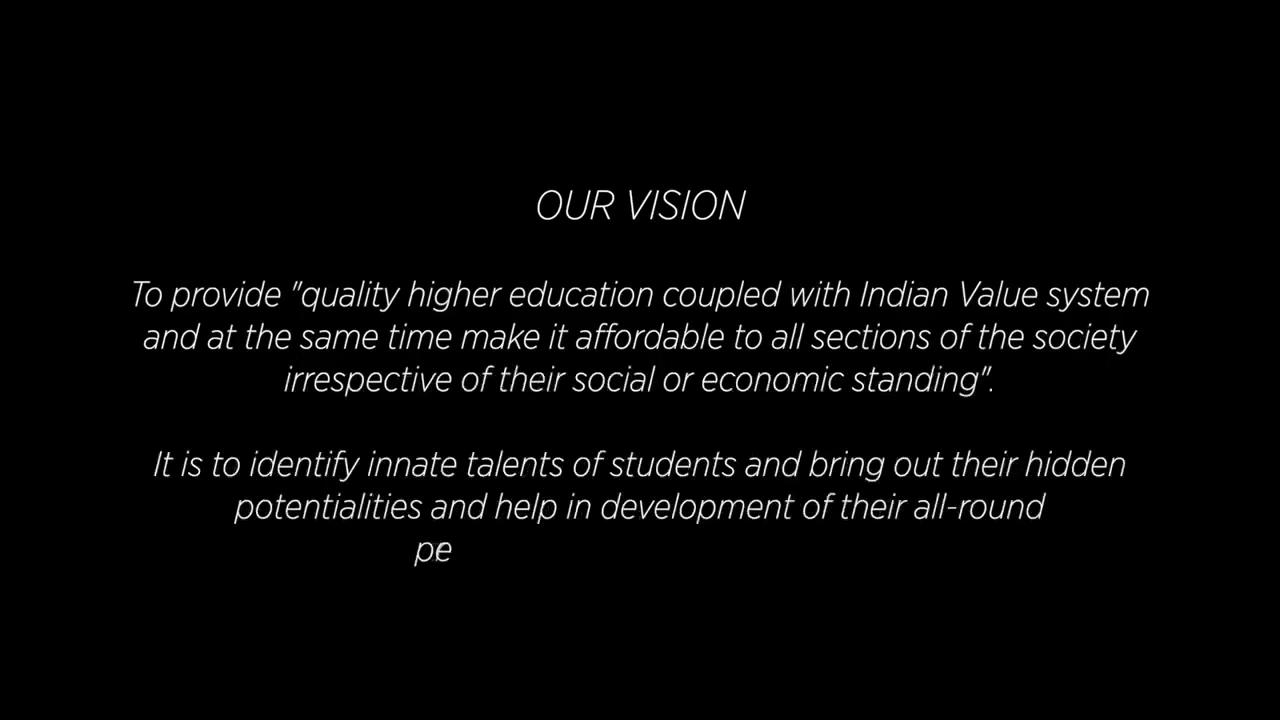 OUR VISION
To provide "quality higher education coupled with Indian Value system
and at the same time make it affordable to all sections of the society
irrespective of their social or economic standing".
It is to identify innate talents of students and bring out their hidden
potentialities and help in development of their all-round
pe